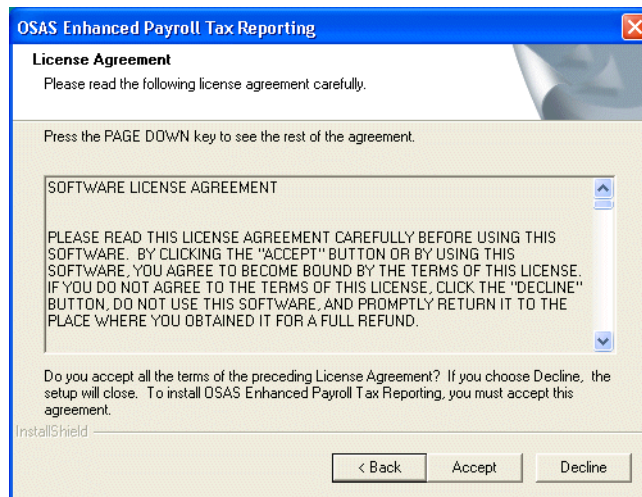 OSAS Enhanced Payroll Tax Reporting
License Agreement
Please read the following license agreement carefully.
Press the PAGE DOWN key to see the rest of the agreement.
SOFTWARE LICENSE AGREEMENT
PLEASE READ THIS LICENSE AGREEMENT CAREFULLY BEFORE USING THIS
SOFTWARE. BY CLICKING THE "ACCEPT" BUTTON OR BY USING THIS
SOFTWARE, YOU AGREE TO BECOME BOUND BY THE TERMS OF THIS LICENSE.
IF YOU DO NOT AGREE TO THE TERMS OF THIS LICENSE, CLICK THE "DECLINE"
BUTTON, DO NOT USE THIS SOFTWARE, AND PROMPTLY RETURN IT TO THE
PLACE WHERE YOU OBTAINED IT FOR A FULL REFUND.
Do you accept all the terms of the preceding License Agreement? If you choose Decline, the
setup will close. To install OSAS Enhanced Payroll Tax Reporting, you must accept this
agreement.
InstallShield
< Back Accept Decline